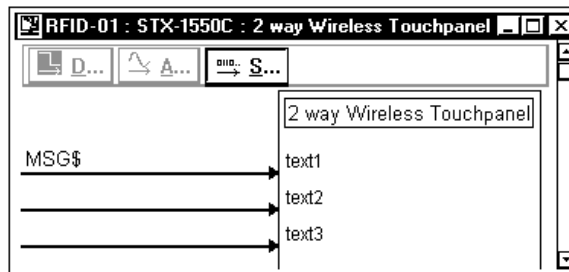 RFID-01 : STX-1550C : 2 way Wireless Touchpanel
D... A... S...
2 way Wireless Touchpanel
MSG$ text1
text2
text3